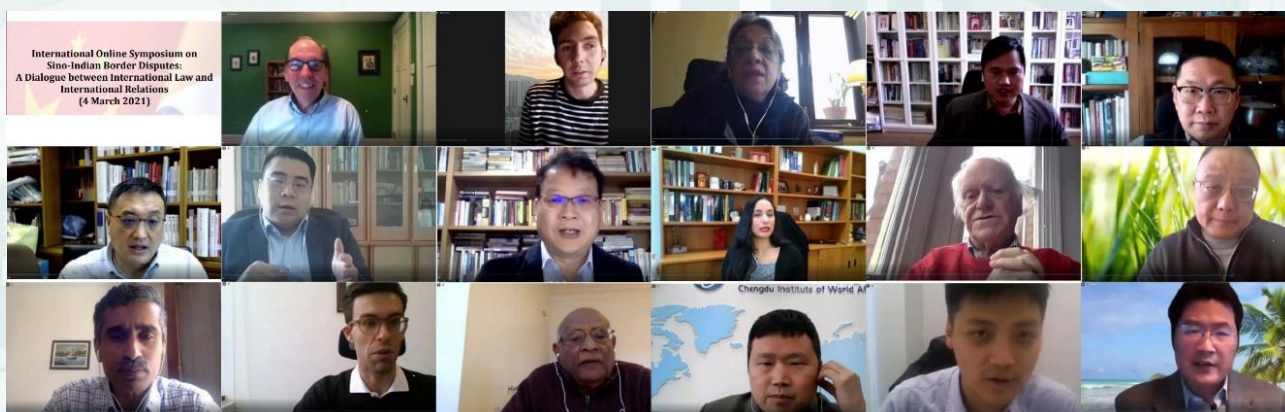 International Online Symposium on
Sino-Indian Border Disputes:
A Dialogue between International Law and
International Relations
(4 March 2021)
Chengdu Institute of World